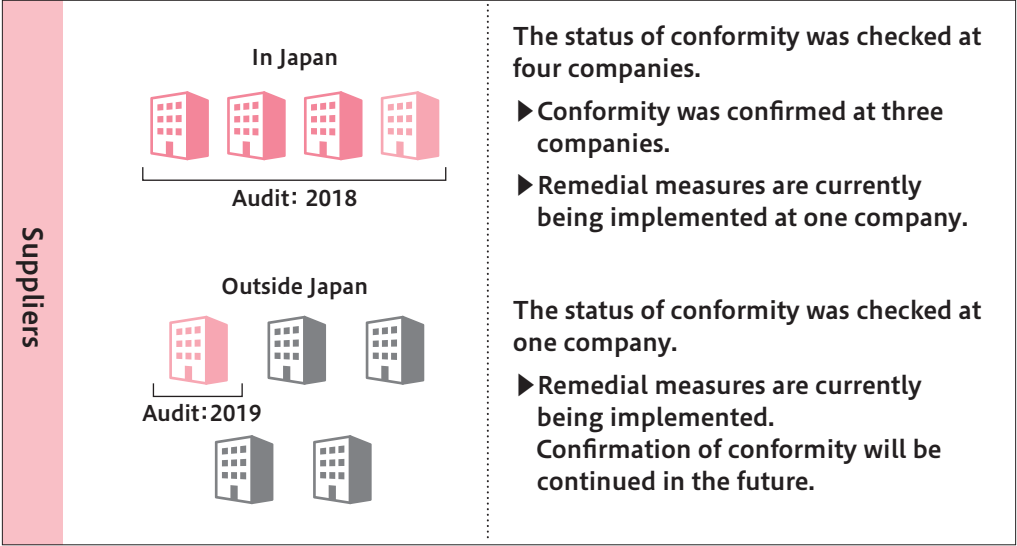 Suppliers
In Japan
Audit: 2018
The status of conformity was checked at
four companies.
▶Conformity was confirmed at three
companies.
▶Remedial measures are currently
being implemented at one company.
Outside Japan
Audit:2019
The status of conformity was checked at
one company.
▶Remedial measures are currently
being implemented.
Confirmation of conformity will be
continued in the future.